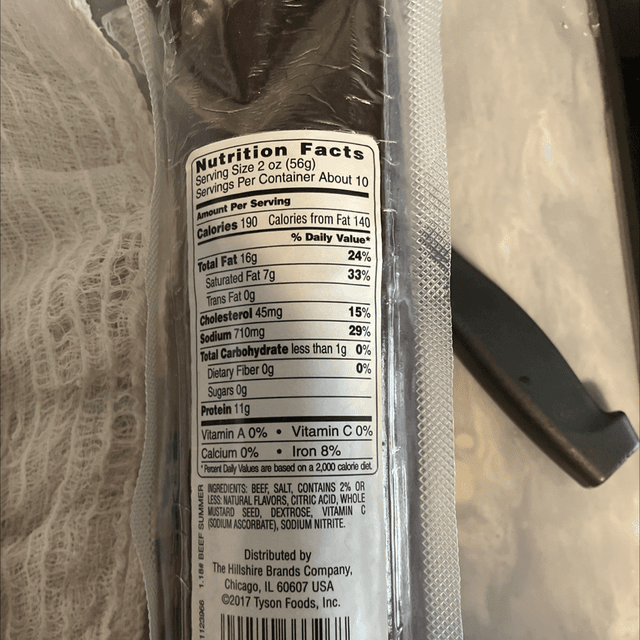 Nutrition Facts
Serving Size 2 oz (56g)
Servings Per Container About 10
Amount Per Serving
Calories 190 Calories from Fat 140
% Daily Value*
Total Fat 16g 24%
Saturated Fat 7g 33%
Trans Fat 0g
Cholesterol 45mg 15%
Sodium 710mg 29%
Total Carbohydrate less than 1g 0%
Dietary Fiber 0g 0%
Sugars 0g
Protein 11g
Vitamin A 0% • Vitamin C 0%
Calcium 0% • Iron 8%
*Percent Daily Values are based on a 2,000 calorie diet.
INGREDIENTS: BEEF, SALT, CONTAINS 2% OR
LESS: NATURAL FLAVORS, CITRIC ACID, WHOLE
MUSTARD SEED, DEXTROSE, VITAMIN C
(SODIUM ASCORBATE), SODIUM NITRITE.
Distributed by
The Hillshire Brands Company,
Chicago, IL 60607 USA
©2017 Tyson Foods, Inc.
1123966 1.18# BEEF SUMMER